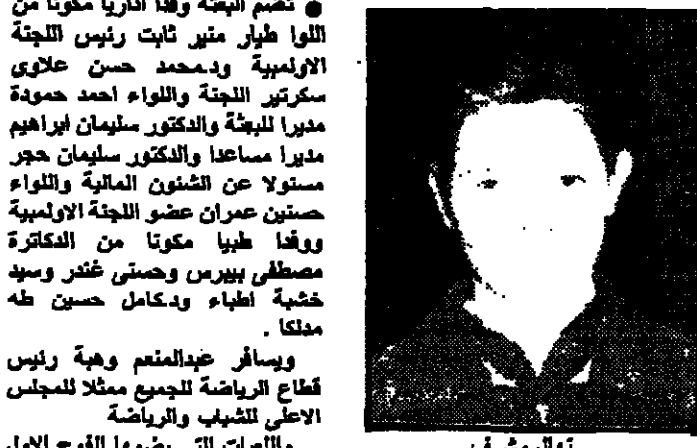 ● تضم البعثة وفدا اداريا مكونا من
اللوا طيار منير ثابت رئيس اللجنة
الاولمبية ود.محمد حسن علاوى
سكرتير اللجنة واللواء احمد حمودة
مديرا للبعثة والدكتور سليمان ابراهيم
مديرا مساعدا والدكتور سليمان حجر
مسئولا عن الشئون المالية واللواء
حسنين عمران عضو اللجنة الاولمبية
ووفدا طبيا مكونا من الدكاترة
مصطفى بيبرس وحسنى غندر وسيد
خشبة اطباء ود.كامل حسين طه
مدلكا .
ويسافر عبدالمنعم وهبة رئيس
قطاع الرياضة للجميع ممثلا للمجلس
الاعلى للشباب والرياضة
الفوج الاول